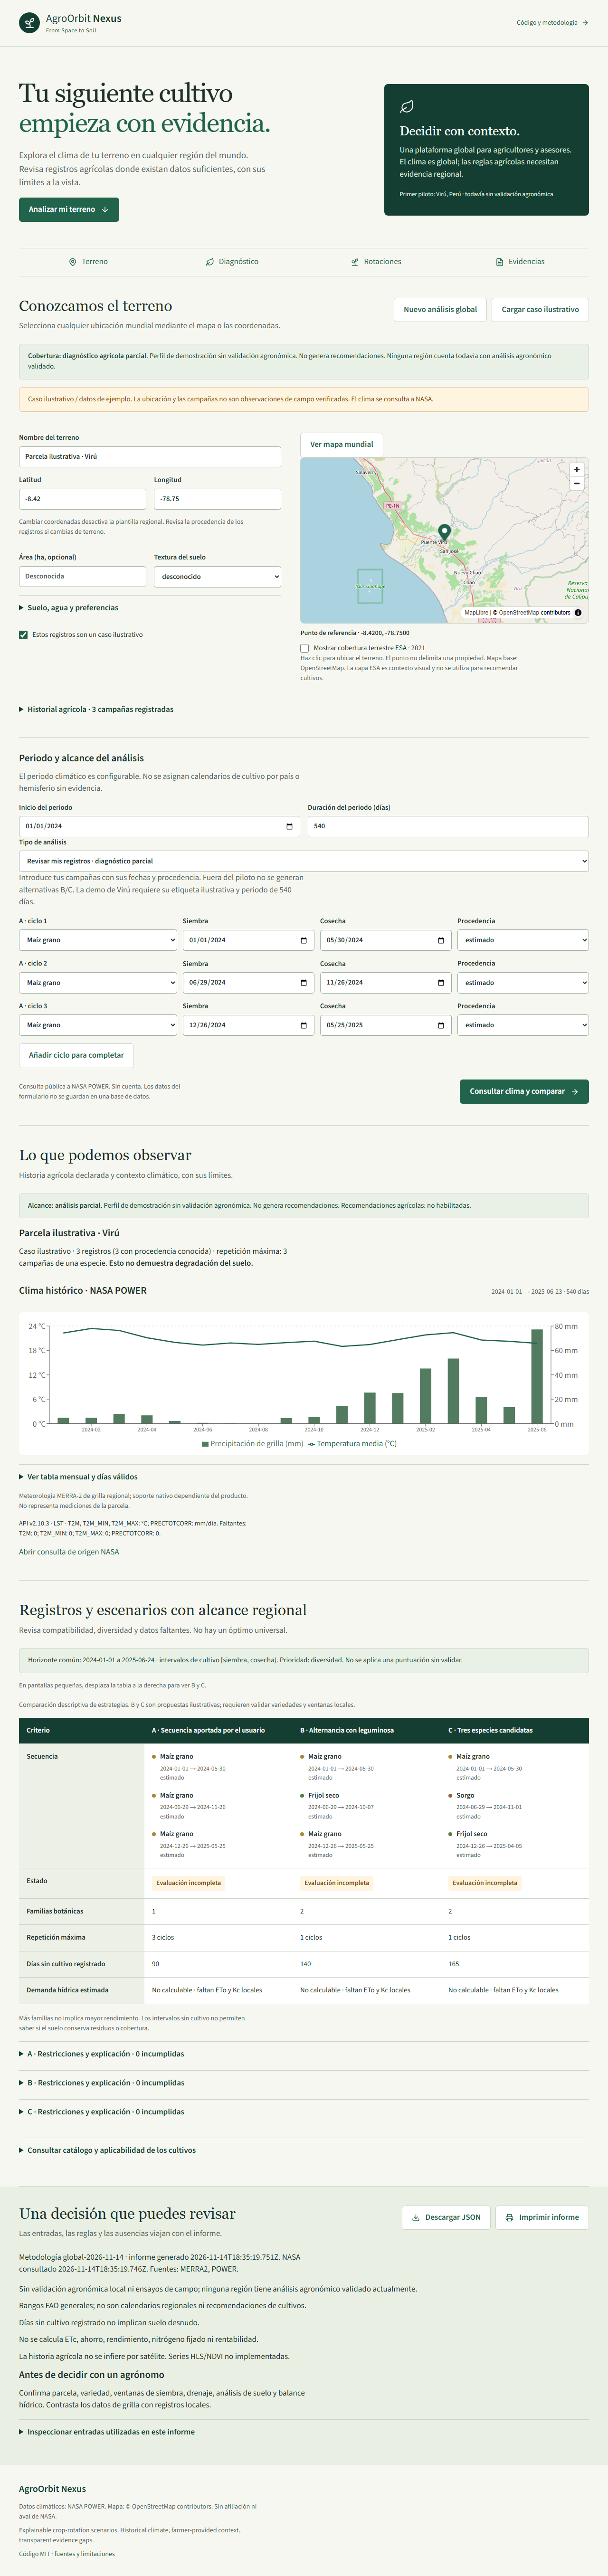 AgroOrbit Nexus
From Space to Soil
Código y metodología →
Tu siguiente cultivo
empieza con evidencia.
Explora el clima de tu terreno en cualquier región del mundo.
Revisa registros agrícolas donde existan datos suficientes, con sus
límites a la vista.
Analizar mi terreno ↓
Decidir con contexto.
Una plataforma global para agricultores y asesores.
El clima es global; las reglas agrícolas necesitan
evidencia regional.
Primer piloto: Virú, Perú · todavía sin validación agronómica
Terreno
Diagnóstico
Rotaciones
Evidencias
Conozcamos el terreno
Selecciona cualquier ubicación mundial mediante el mapa o las coordenadas.
Nuevo análisis global
Cargar caso ilustrativo
Cobertura: diagnóstico agrícola parcial. Perfil de demostración sin validación agronómica. No genera recomendaciones. Ninguna región cuenta todavía con análisis agronómico
validado.
Caso ilustrativo / datos de ejemplo. La ubicación y las campañas no son observaciones de campo verificadas. El clima se consulta a NASA.
Nombre del terreno
Parcela ilustrativa · Virú
Latitud
Longitud
-8.42
-78.75
Cambiar coordenadas desactiva la plantilla regional. Revisa la procedencia de los
registros si cambias de terreno.
Área (ha, opcional)
Textura del suelo
Desconocida
desconocido
Suelo, agua y preferencias
Estos registros son un caso ilustrativo
Ver mapa mundial
Salaverry
PE-1N
Puente Virú
San José
Nuevo Chao
Chao
Reserva
Nacional
de Calipu
MapLibre | © OpenStreetMap contributors
Punto de referencia · -8.4200, -78.7500
Mostrar cobertura terrestre ESA · 2021
Haz clic para ubicar el terreno. El punto no delimita una propiedad. Mapa base:
OpenStreetMap. La capa ESA es contexto visual y no se utiliza para recomendar
cultivos.
Historial agrícola · 3 campañas registradas
Periodo y alcance del análisis
El periodo climático es configurable. No se asignan calendarios de cultivo por país o
hemisferio sin evidencia.
Inicio del periodo
Duración del periodo (días)
01/01/2024
540
Tipo de análisis
Revisar mis registros · diagnóstico parcial
Introduce tus campañas con sus fechas y procedencia. Fuera del piloto no se generan
alternativas B/C. La demo de Virú requiere su etiqueta ilustrativa y periodo de 540
días.
A · ciclo 1
Siembra
Cosecha
Procedencia
Maíz grano
01/01/2024
05/30/2024
estimado
A · ciclo 2
Siembra
Cosecha
Procedencia
Maíz grano
06/29/2024
11/26/2024
estimado
A · ciclo 3
Siembra
Cosecha
Procedencia
Maíz grano
12/26/2024
05/25/2025
estimado
Añadir ciclo para completar
Consulta pública a NASA POWER. Sin cuenta. Los datos del
formulario no se guardan en una base de datos.
Consultar clima y comparar →
Lo que podemos observar
Historia agrícola declarada y contexto climático, con sus límites.
Alcance: análisis parcial. Perfil de demostración sin validación agronómica. No genera recomendaciones. Recomendaciones agrícolas: no habilitadas.
Parcela ilustrativa · Virú
Caso ilustrativo · 3 registros (3 con procedencia conocida) · repetición máxima: 3
campañas de una especie. Esto no demuestra degradación del suelo.
Clima histórico · NASA POWER
2024-01-01 → 2025-06-23 · 540 días
24 °C
80 mm
18 °C
60 mm
12 °C
40 mm
6 °C
20 mm
0 °C
0 mm
2024-02
2024-04
2024-06
2024-08
2024-10
2024-12
2025-02
2025-04
2025-06
Precipitación de grilla (mm)
Temperatura media (°C)
Ver tabla mensual y días válidos
Meteorología MERRA-2 de grilla regional; soporte nativo dependiente del producto.
No representa mediciones de la parcela.
API v2.10.3 · LST · T2M, T2M_MIN, T2M_MAX: °C; PRECTOTCORR: mm/día. Faltantes:
T2M: 0; T2M_MIN: 0; T2M_MAX: 0; PRECTOTCORR: 0.
Abrir consulta de origen NASA
Registros y escenarios con alcance regional
Revisa compatibilidad, diversidad y datos faltantes. No hay un óptimo universal.
Horizonte común: 2024-01-01 a 2025-06-24 · intervalos de cultivo (siembra, cosecha). Prioridad: diversidad. No se aplica una puntuación sin validar.
En pantallas pequeñas, desplaza la tabla a la derecha para ver B y C.
Comparación descriptiva de estrategias. B y C son propuestas ilustrativas; requieren validar variedades y ventanas locales.
Criterio
A · Secuencia aportada por el usuario
B · Alternancia con leguminosa
C · Tres especies candidatas
Secuencia
Maíz grano
2024-01-01 → 2024-05-30
estimado
Maíz grano
2024-06-29 → 2024-11-26
estimado
Maíz grano
2024-12-26 → 2025-05-25
estimado
Maíz grano
2024-01-01 → 2024-05-30
estimado
Frijol seco
2024-06-29 → 2024-10-07
estimado
Maíz grano
2024-12-26 → 2025-05-25
estimado
Maíz grano
2024-01-01 → 2024-05-30
estimado
Sorgo
2024-06-29 → 2024-11-01
estimado
Frijol seco
2024-12-26 → 2025-04-05
estimado
Estado
Evaluación incompleta
Evaluación incompleta
Evaluación incompleta
Familias botánicas
1
2
2
Repetición máxima
3 ciclos
1 ciclos
1 ciclos
Días sin cultivo registrado
90
140
165
Demanda hídrica estimada
No calculable · faltan ETo y Kc locales
No calculable · faltan ETo y Kc locales
No calculable · faltan ETo y Kc locales
Más familias no implica mayor rendimiento. Los intervalos sin cultivo no permiten
saber si el suelo conserva residuos o cobertura.
A · Restricciones y explicación · 0 incumplidas
B · Restricciones y explicación · 0 incumplidas
C · Restricciones y explicación · 0 incumplidas
Consultar catálogo y aplicabilidad de los cultivos
Una decisión que puedes revisar
Las entradas, las reglas y las ausencias viajan con el informe.
Descargar JSON
Imprimir informe
Metodología global-2026-11-14 · informe generado 2026-11-14T18:35:19.751Z. NASA
consultado 2026-11-14T18:35:19.746Z. Fuentes: MERRA2, POWER.
Sin validación agronómica local ni ensayos de campo; ninguna región tiene análisis agronómico validado actualmente.
Rangos FAO generales; no son calendarios regionales ni recomendaciones de cultivos.
Días sin cultivo registrado no implican suelo desnudo.
No se calcula ETc, ahorro, rendimiento, nitrógeno fijado ni rentabilidad.
La historia agrícola no se infiere por satélite. Series HLS/NDVI no implementadas.
Antes de decidir con un agrónomo
Confirma parcela, variedad, ventanas de siembra, drenaje, análisis de suelo y balance
hídrico. Contrasta los datos de grilla con registros locales.
Inspeccionar entradas utilizadas en este informe
AgroOrbit Nexus
Datos climáticos: NASA POWER. Mapa: © OpenStreetMap contributors. Sin afiliación ni
aval de NASA.
Explainable crop-rotation scenarios. Historical climate, farmer-provided context,
transparent evidence gaps.
Código MIT · fuentes y limitaciones